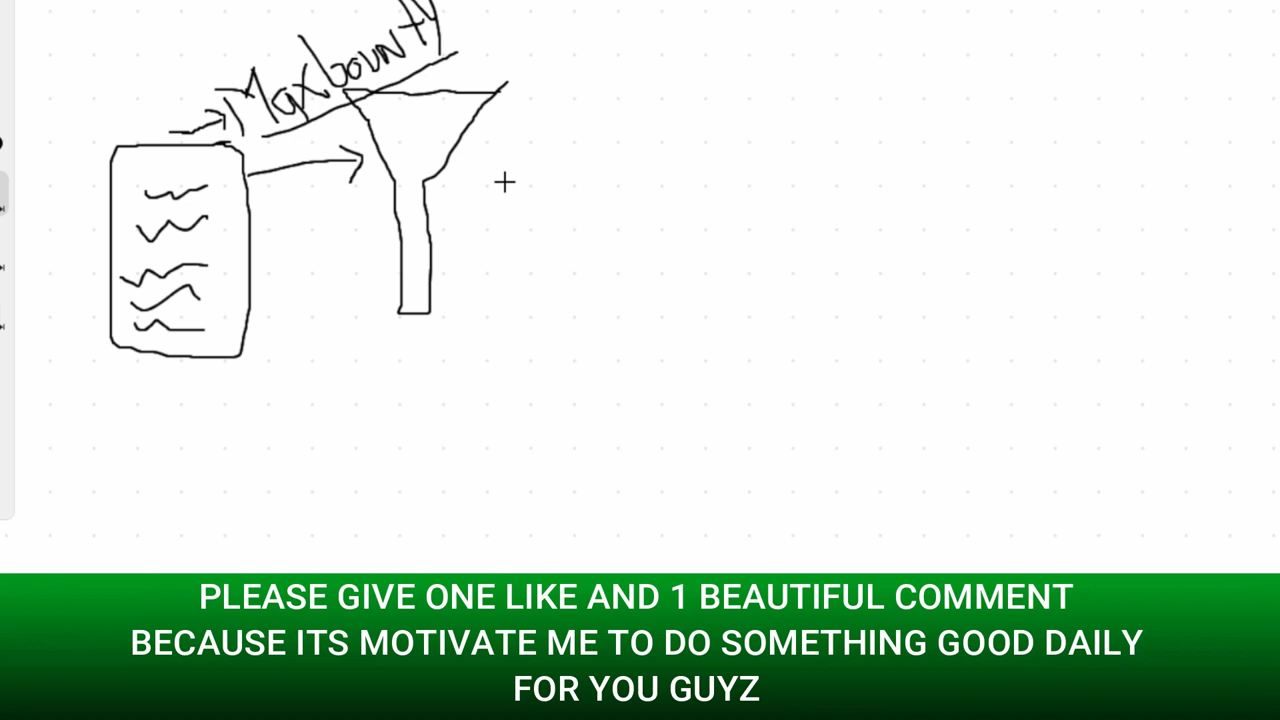 Maxbounty
PLEASE GIVE ONE LIKE AND 1 BEAUTIFUL COMMENT
BECAUSE ITS MOTIVATE ME TO DO SOMETHING GOOD DAILY
FOR YOU GUYZ